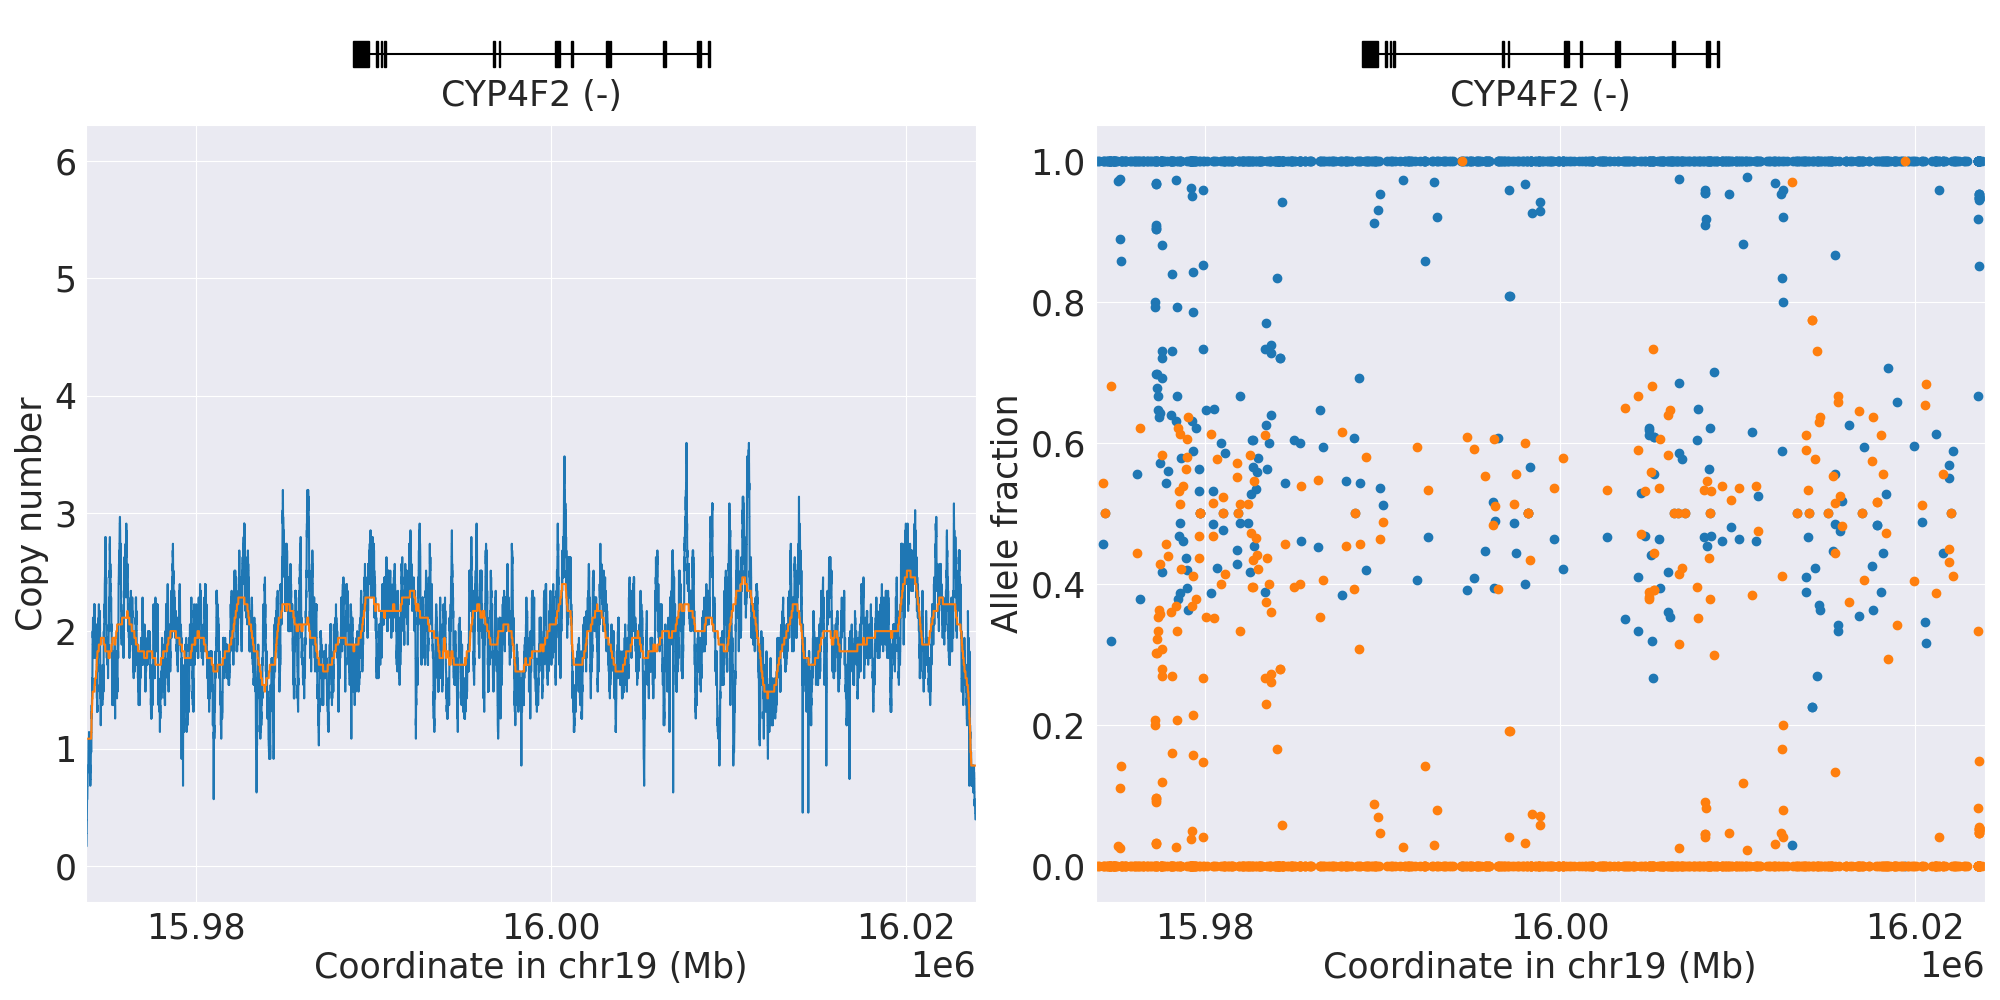 CYP4F2 (-)
6
5
4
3
2
1
0
Copy number
15.98
16.00
16.02
Coordinate in chr19 (Mb)
1e6
CYP4F2 (-)
1.0
0.8
0.6
0.4
0.2
0.0
Allele fraction
15.98
16.00
16.02
Coordinate in chr19 (Mb)
1e6